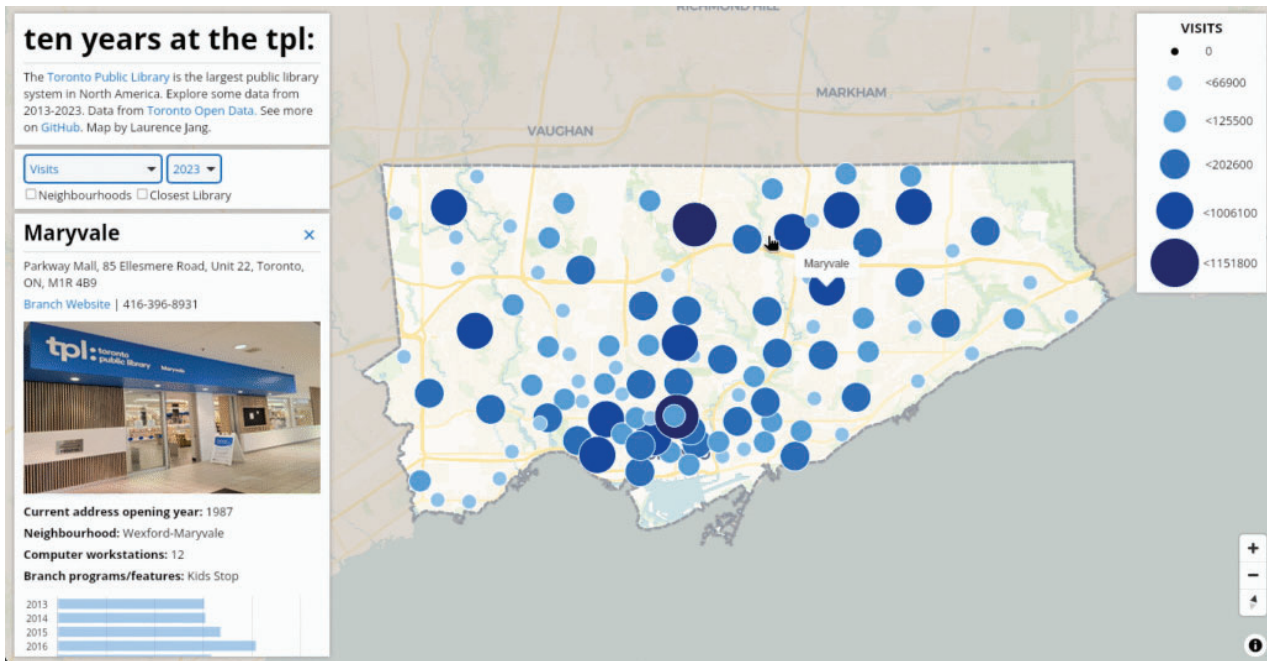 ten years at the tpl:
The Toronto Public Library is the largest public library
system in North America. Explore some data from
2013-2023. Data from Toronto Open Data. See more
on GitHub. Map by Laurence Jang.
Visits
2023
Neighbourhoods
Closest Library
Maryvale
×
Parkway Mall, 85 Ellesmere Road, Unit 22, Toronto,
ON, M1R 4B9
Branch Website | 416-396-8931
tpl: toronto
public library
Maryvale
Current address opening year: 1987
Neighbourhood: Wexford-Maryvale
Computer workstations: 12
Branch programs/features: Kids Stop
2013
2014
2015
2016
RICHMOND HILL
MARKHAM
VAUGHAN
Maryvale
VISITS
0
<66900
<125500
<202600
<1006100
<1151800
+
−